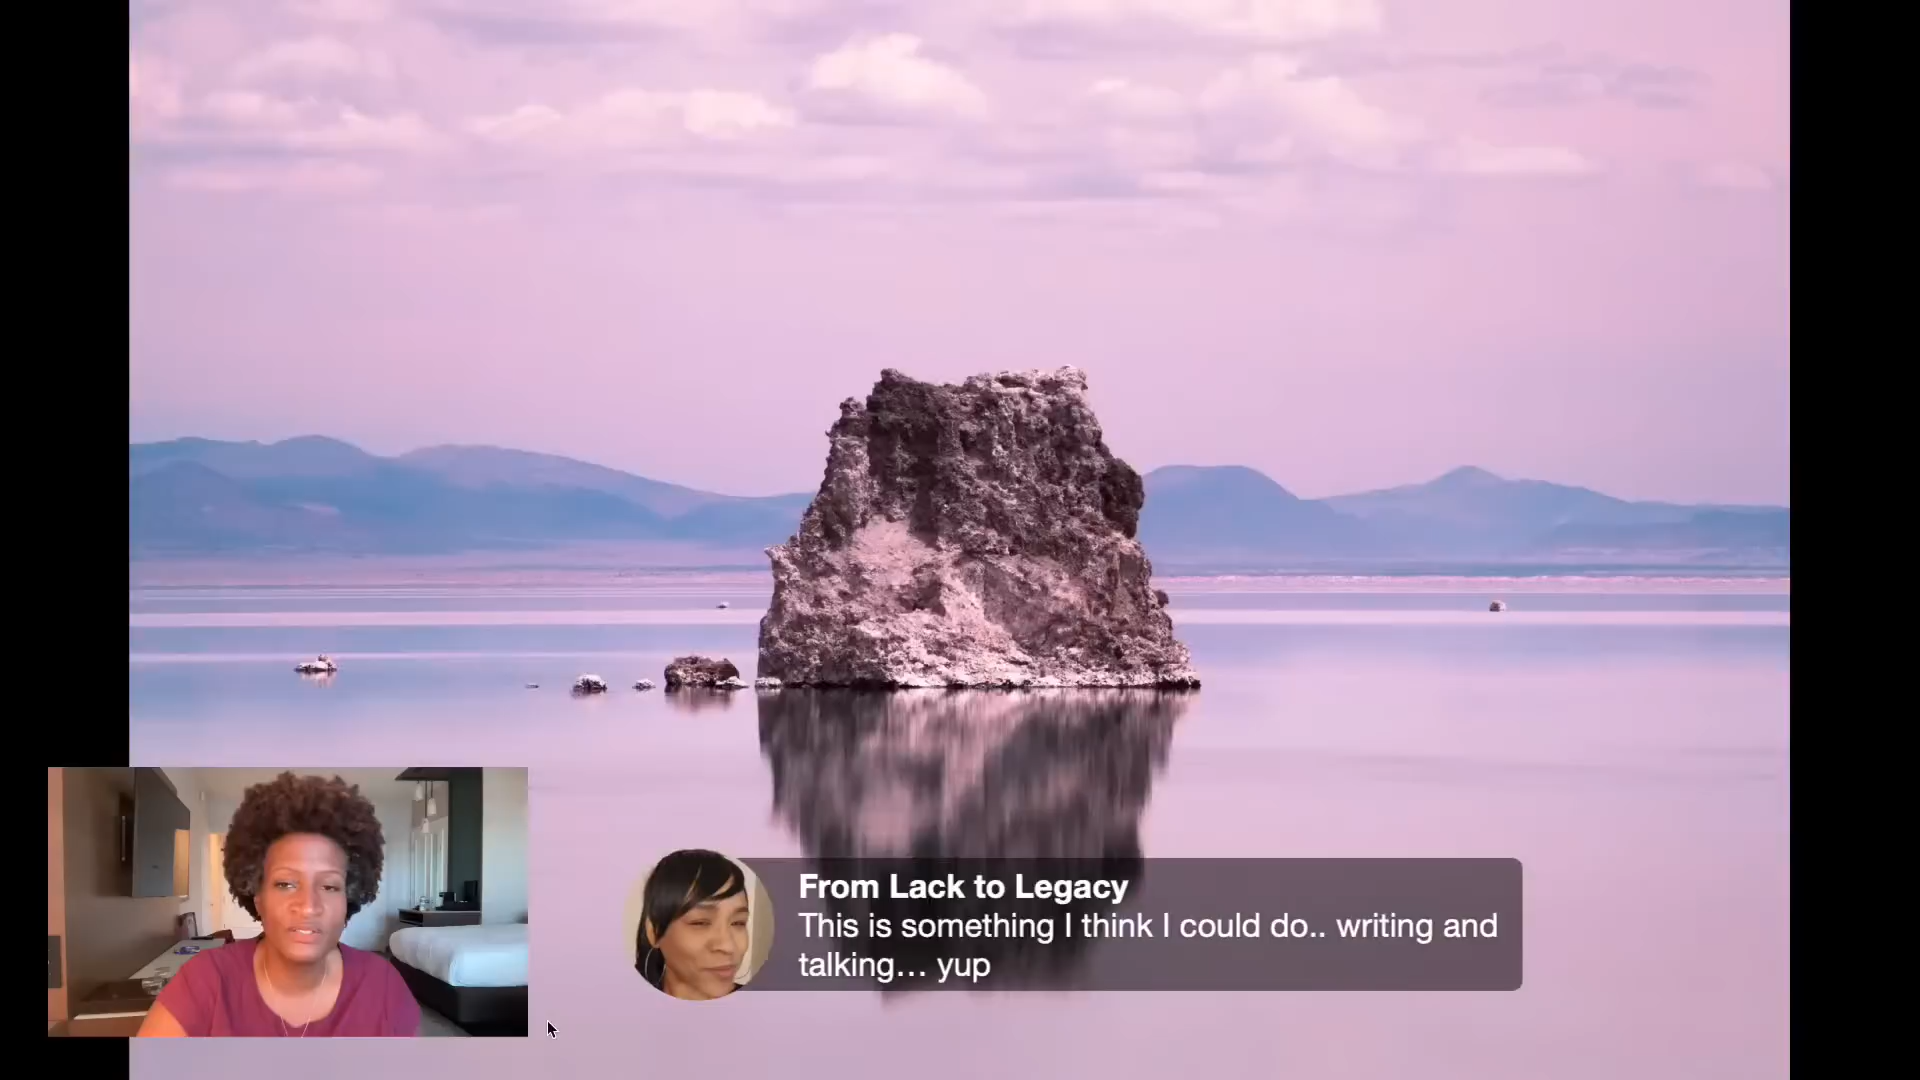 From Lack to Legacy
This is something I think I could do.. writing and
talking... yup